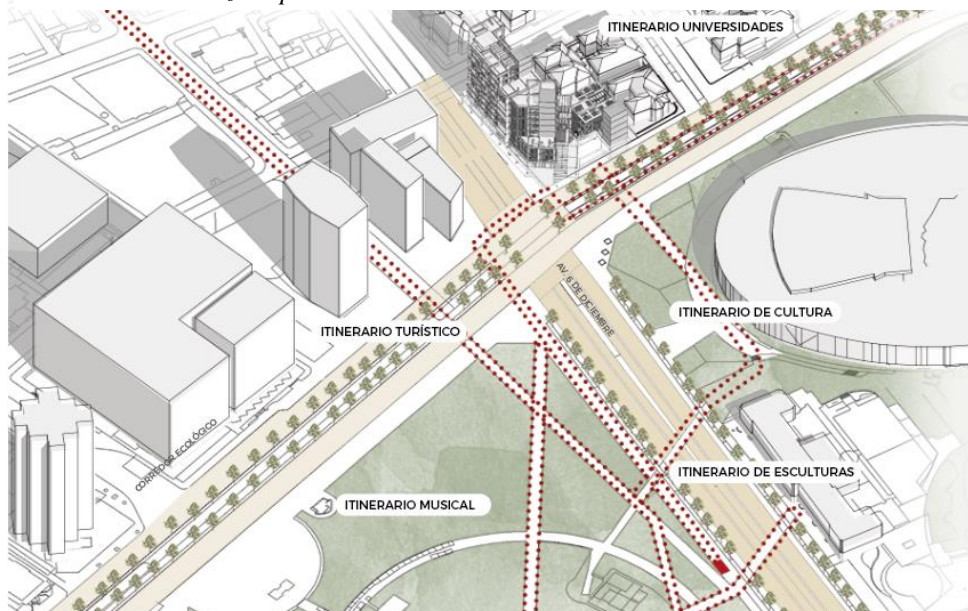 ITINERARIO UNIVERSIDADES
AV. 6 DE DICIEMBRE
ITINERARIO DE CULTURA
ITINERARIO TURÍSTICO
CORREDOR ECOLÓGICO
ITINERARIO DE ESCULTURAS
ITINERARIO MUSICAL